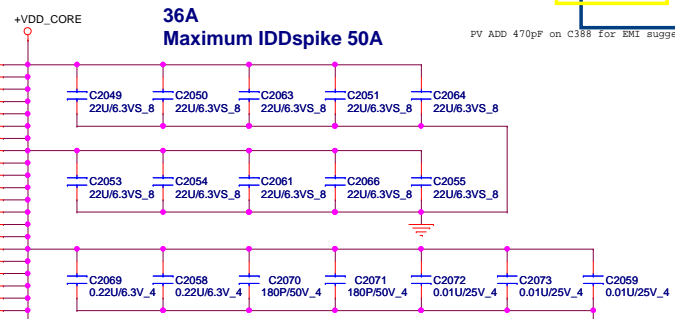 36A
+VDD_CORE
Maximum IDDspike 50A
PV ADD 470pF on C388 for EMI sugge
C2049 C2050 C2063 C2051 C2064
22U/6.3VS_8 22U/6.3VS_8 22U/6.3VS_8 22U/6.3VS_8 22U/6.3VS_8
C2053 C2054 C2061 C2066 C2055
22U/6.3VS_8 22U/6.3VS_8 22U/6.3VS_8 22U/6.3VS_8 22U/6.3VS_8
C2069 C2058 C2070 C2071 C2072 C2073 C2059
0.22U/6.3V_4 0.22U/6.3V_4 180P/50V_4 180P/50V_4 0.01U/25V_4 0.01U/25V_4 0.01U/25V_4